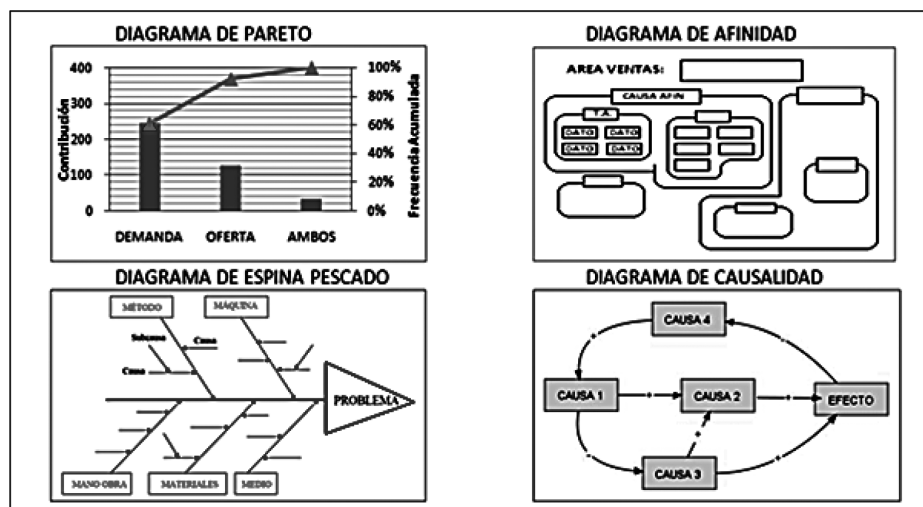 DIAGRAMA DE PARETO
Contribución
400
300
200
100
0
100%
80%
60%
40%
20%
0%
Frecuencia Acumulada
DEMANDA OFERTA AMBOS
DIAGRAMA DE AFINIDAD
AREA VENTAS:
CAUSA AFIN
T.A.
DATO DATO
DATO DATO
DIAGRAMA DE ESPINA PESCADO
MÉTODO MÁQUINA
Subcausa Causa
Causa
PROBLEMA
MANO OBRA MATERIALES MEDIO
DIAGRAMA DE CAUSALIDAD
CAUSA 4
CAUSA 1 CAUSA 2 EFECTO
CAUSA 3